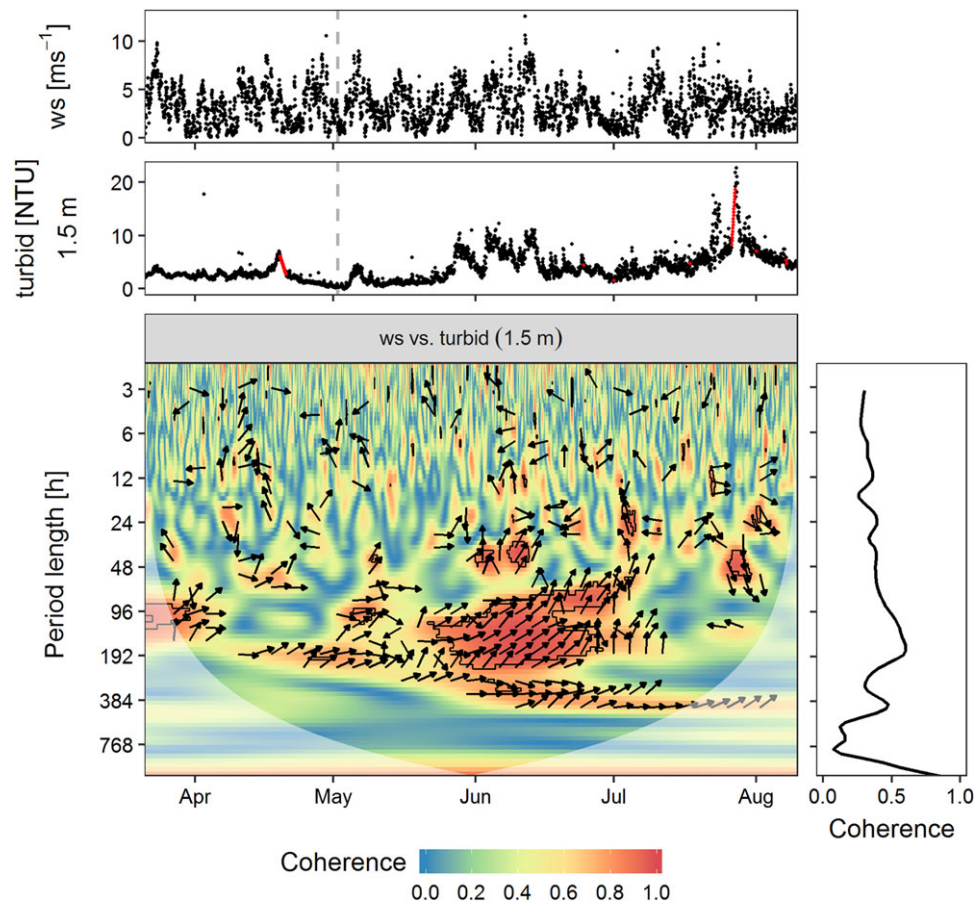 ws [ms⁻¹]
10
5
0
turbid [NTU]
1.5 m
20
10
0
ws vs. turbid (1.5 m)
Period length [h]
3
6
12
24
48
96
192
384
768
Apr May Jun Jul Aug
0.0 0.5 1.0
Coherence
Coherence
0.0 0.2 0.4 0.6 0.8 1.0